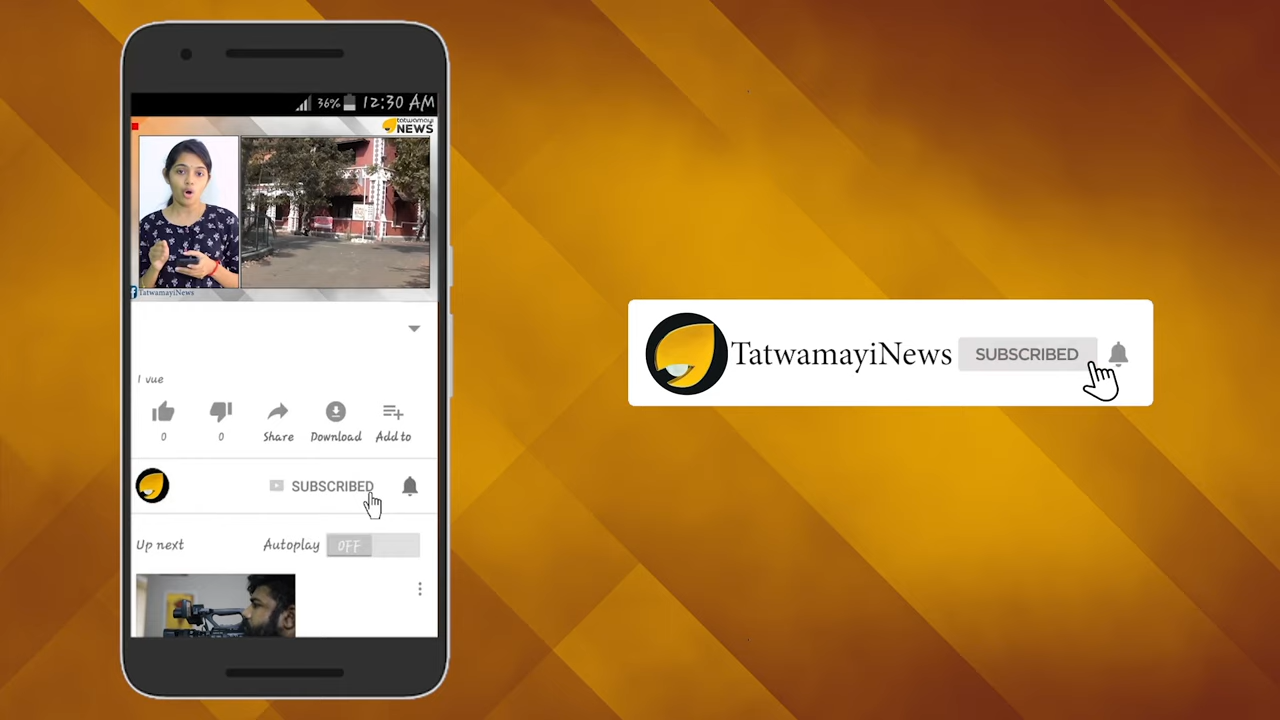 36% 12:30 AM
tatwamayi
NEWS
TatwamayiNews
1 vue
0 0 Share Download Add to
SUBSCRIBED
Up next Autoplay OFF
TatwamayiNews SUBSCRIBED